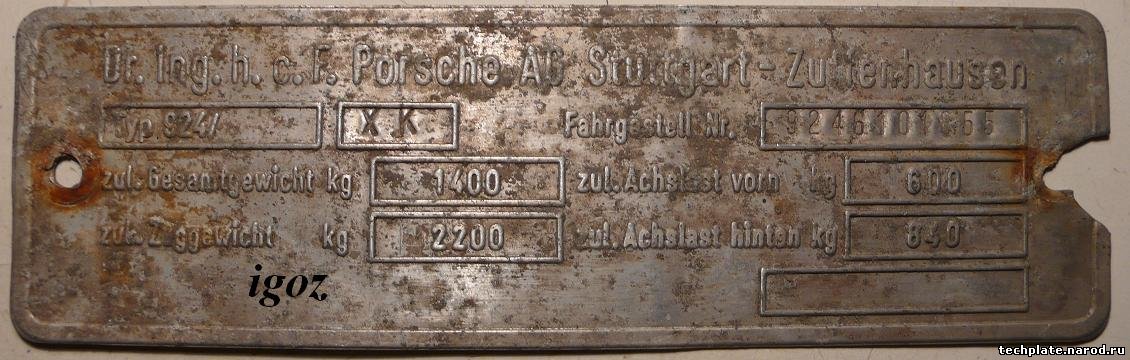 Dr. Ing. h. c. F. Porsche AG Stuttgart - Zuffenhausen
Typ. 924/ XK Fahrgestell Nr.
zul. Gesamtgewicht kg 1400 zul. Achslast vorn kg 600
zul. Zuggewicht kg 2200 zul. Achslast hinten kg 840
igoz
techplate.narod.ru